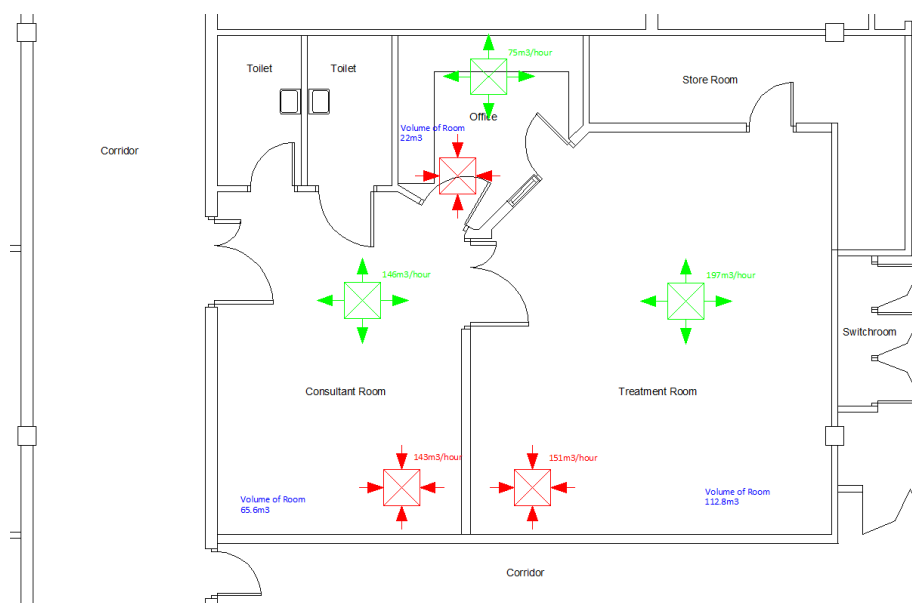 75m3/hour
Toilet
Toilet
Store Room
Office
Volume of Room
22m3
Corridor
146m3/hour
197m3/hour
Switchroom
Consultant Room
Treatment Room
143m3/hour
151m3/hour
Volume of Room
65.6m3
Volume of Room
112.8m3
Corridor